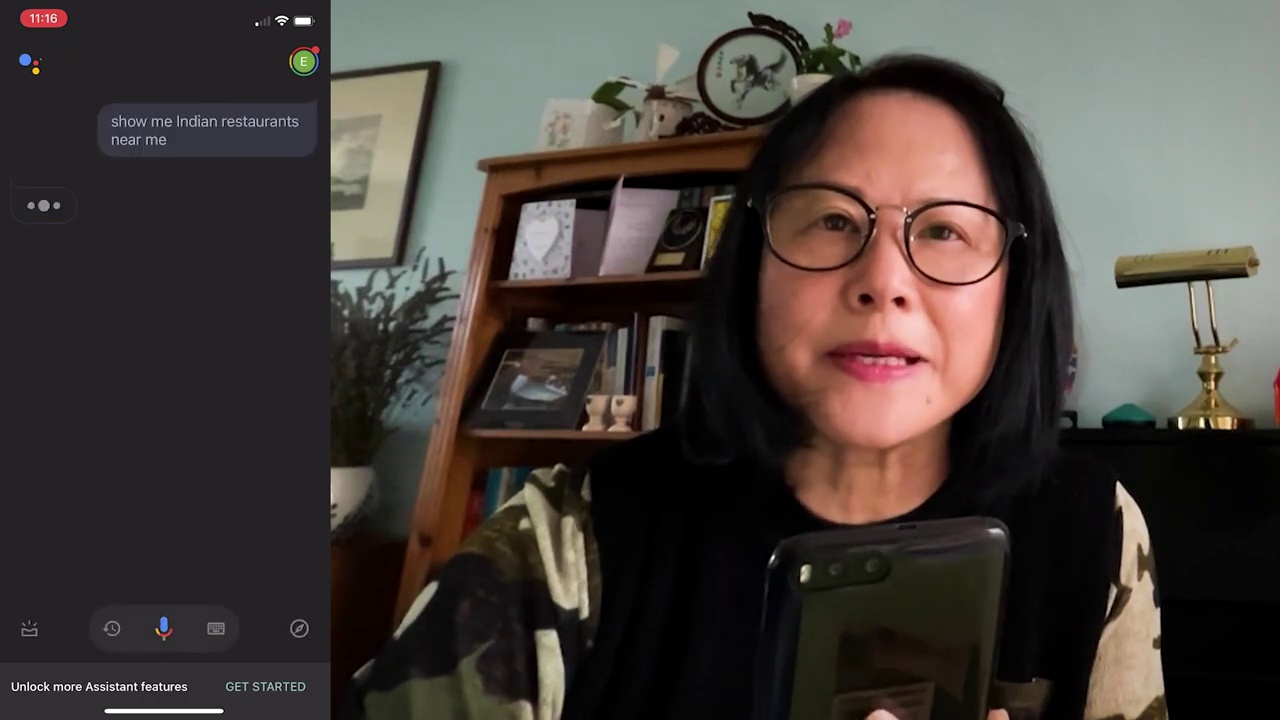 11:16
E
show me Indian restaurants
near me
Unlock more Assistant features
GET STARTED